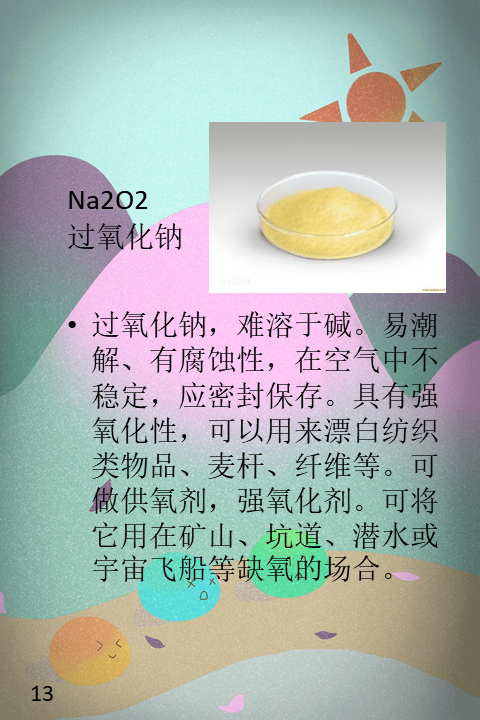 Na2O2
过氧化钠
• 过氧化钠，难溶于碱。易潮
解、有腐蚀性，在空气中不
稳定，应密封保存。具有强
氧化性，可以用来漂白纺织
类物品、麦杆、纤维等。可
做供氧剂，强氧化剂。可将
它用在矿山、坑道、潜水或
宇宙飞船等缺氧的场合。
13